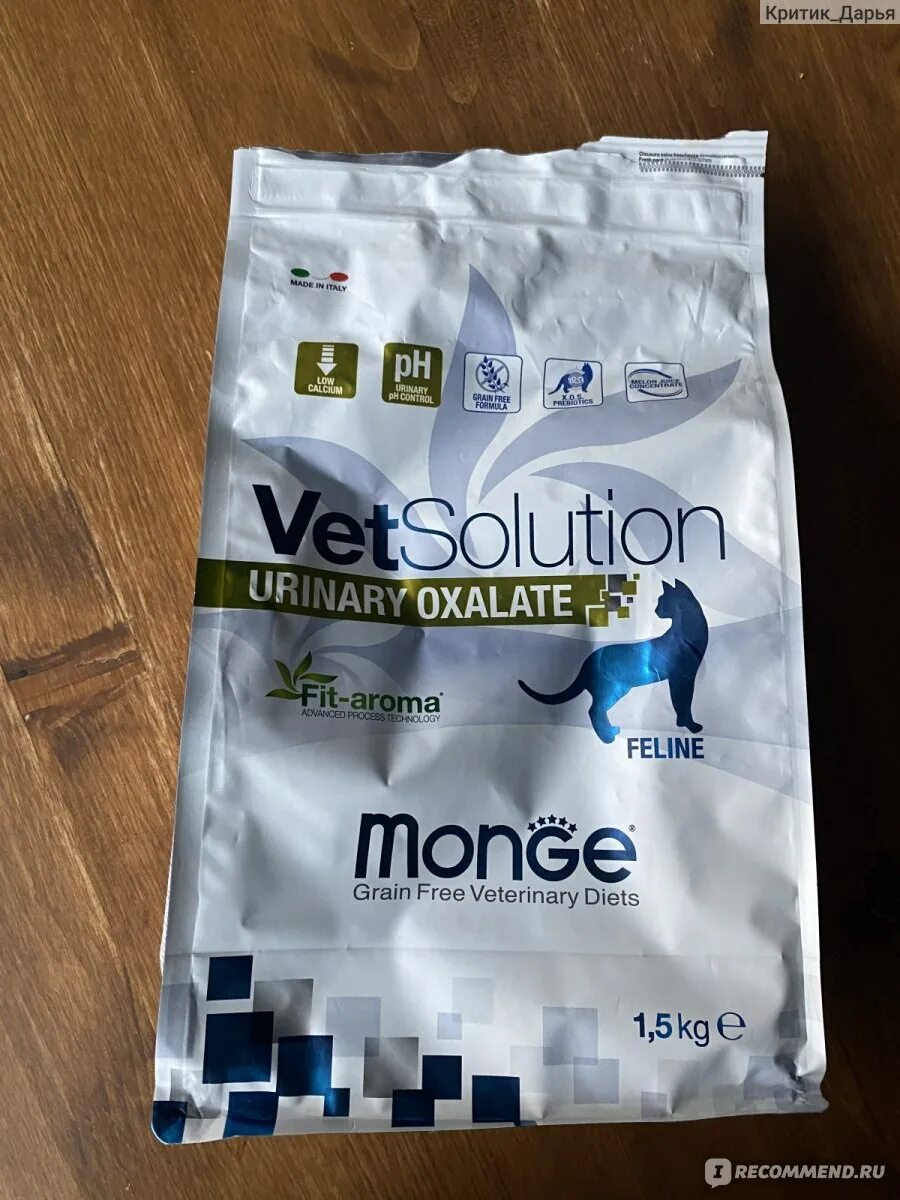 Критик_Дарья
MADE IN ITALY
LOW
CALCIUM
pH
URINARY
pH CONTROL
GRAIN FREE
FORMULA
X.O.S.
PREBIOTICS
MELON JUICE
CONCENTRATE
VetSolution
URINARY OXALATE
Fit-aroma®
ADVANCED PROCESS TECHNOLOGY
FELINE
MonGe®
Grain Free Veterinary Diets
1,5 kg e
IRECOMMEND.RU